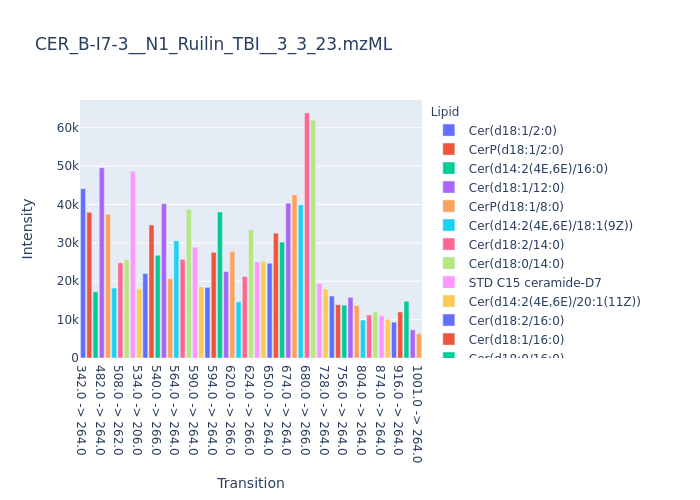 CER_B-I7-3__N1_Ruilin_TBI__3_3_23.mzML
Intensity
60k
50k
40k
30k
20k
10k
0
342.0 -> 264.0
482.0 -> 264.0
508.0 -> 262.0
534.0 -> 206.0
540.0 -> 266.0
564.0 -> 264.0
590.0 -> 264.0
594.0 -> 264.0
620.0 -> 266.0
624.0 -> 264.0
650.0 -> 264.0
674.0 -> 264.0
680.0 -> 266.0
728.0 -> 264.0
756.0 -> 264.0
804.0 -> 264.0
874.0 -> 264.0
916.0 -> 264.0
1001.0 -> 264.0
Transition
Lipid
Cer(d18:1/2:0)
CerP(d18:1/2:0)
Cer(d14:2(4E,6E)/16:0)
Cer(d18:1/12:0)
CerP(d18:1/8:0)
Cer(d14:2(4E,6E)/18:1(9Z))
Cer(d18:2/14:0)
Cer(d18:0/14:0)
STD C15 ceramide-D7
Cer(d14:2(4E,6E)/20:1(11Z))
Cer(d18:2/16:0)
Cer(d18:1/16:0)
Cer(d18:0/16:0)